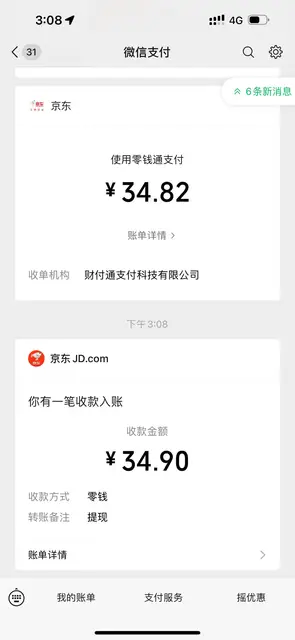 3:08
4G
31
微信支付
6条新消息
京东
使用零钱通支付
¥34.82
账单详情
收单机构 财付通支付科技有限公司
下午3:08
京东 JD.com
你有一笔收款入账
收款金额
¥34.90
收款方式 零钱
转账备注 提现
账单详情
我的账单 支付服务 摇优惠